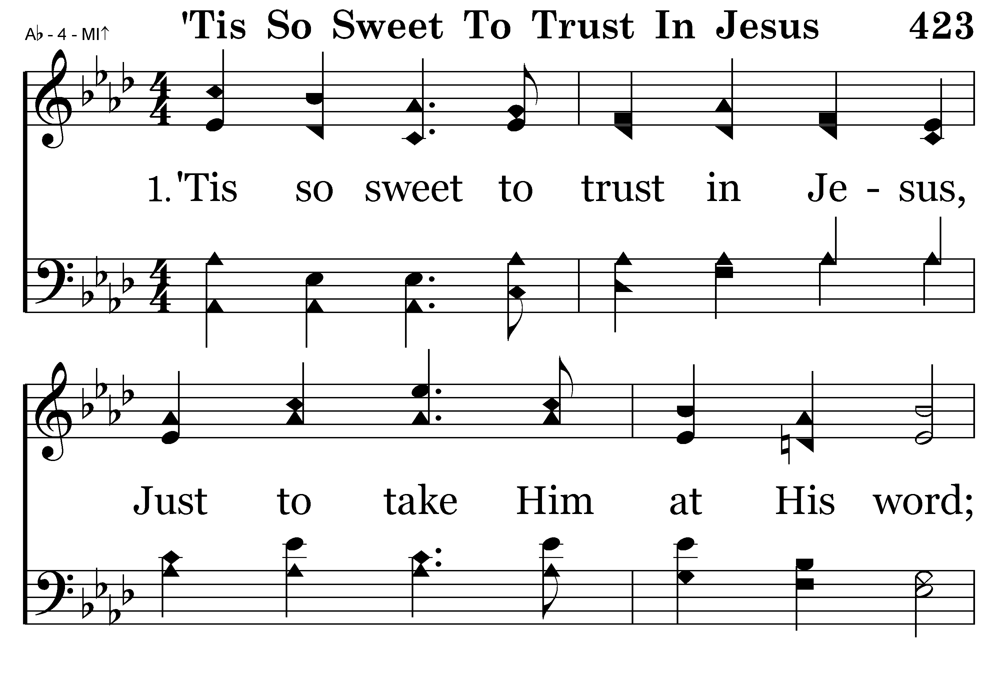 'Tis So Sweet To Trust In Jesus 423
A♭ - 4 - MI↑
1. 'Tis so sweet to trust in Je - sus,
Just to take Him at His word;